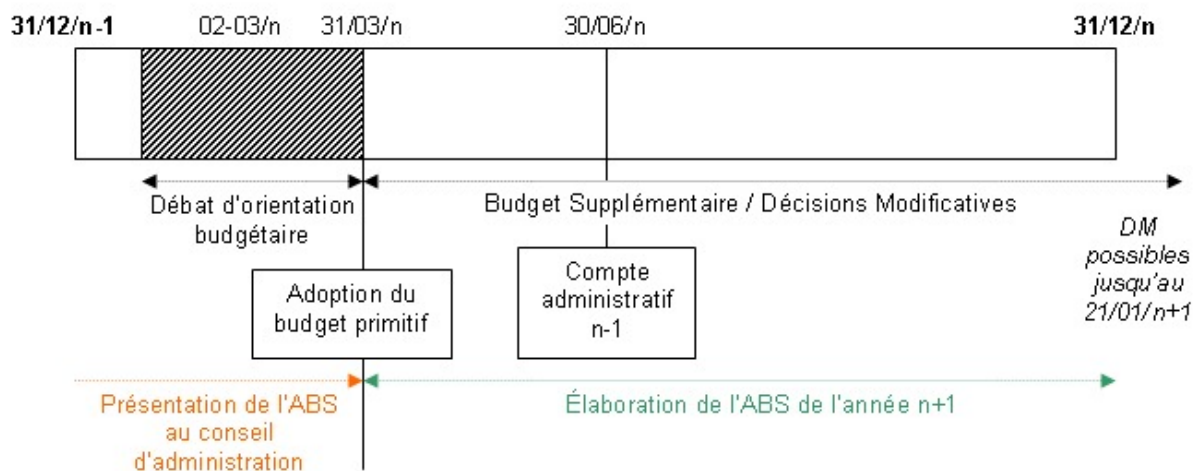 31/12/n-1 02-03/n 31/03/n 30/06/n 31/12/n
Débat d'orientation
budgétaire
Budget Supplémentaire / Décisions Modificatives
DM
possibles
jusqu'au
21/01/n+1
Adoption du
budget primitif
Compte
administratif
n-1
Présentation de l'ABS
au conseil
d'administration
Élaboration de l'ABS de l'année n+1